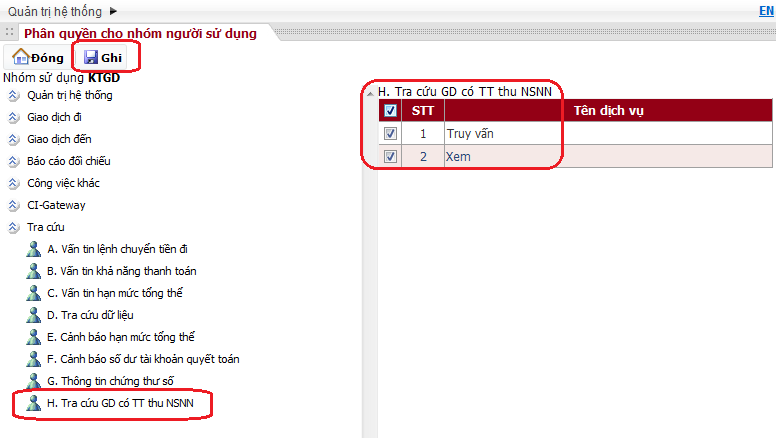 Quản trị hệ thống
EN
Phân quyền cho nhóm người sử dụng
Đóng Ghi
Nhóm sử dụng KTGD
Quản trị hệ thống
Giao dịch đi
Giao dịch đến
Báo cáo đối chiếu
Công việc khác
CI-Gateway
Tra cứu
A. Vấn tin lệnh chuyển tiền đi
B. Vấn tin khả năng thanh toán
C. Vấn tin hạn mức tổng thể
D. Tra cứu dữ liệu
E. Cảnh báo hạn mức tổng thể
F. Cảnh báo số dư tài khoản quyết toán
G. Thông tin chứng thư số
H. Tra cứu GD có TT thu NSNN
H. Tra cứu GD có TT thu NSNN
STT Tên dịch vụ
1 Truy vấn
2 Xem